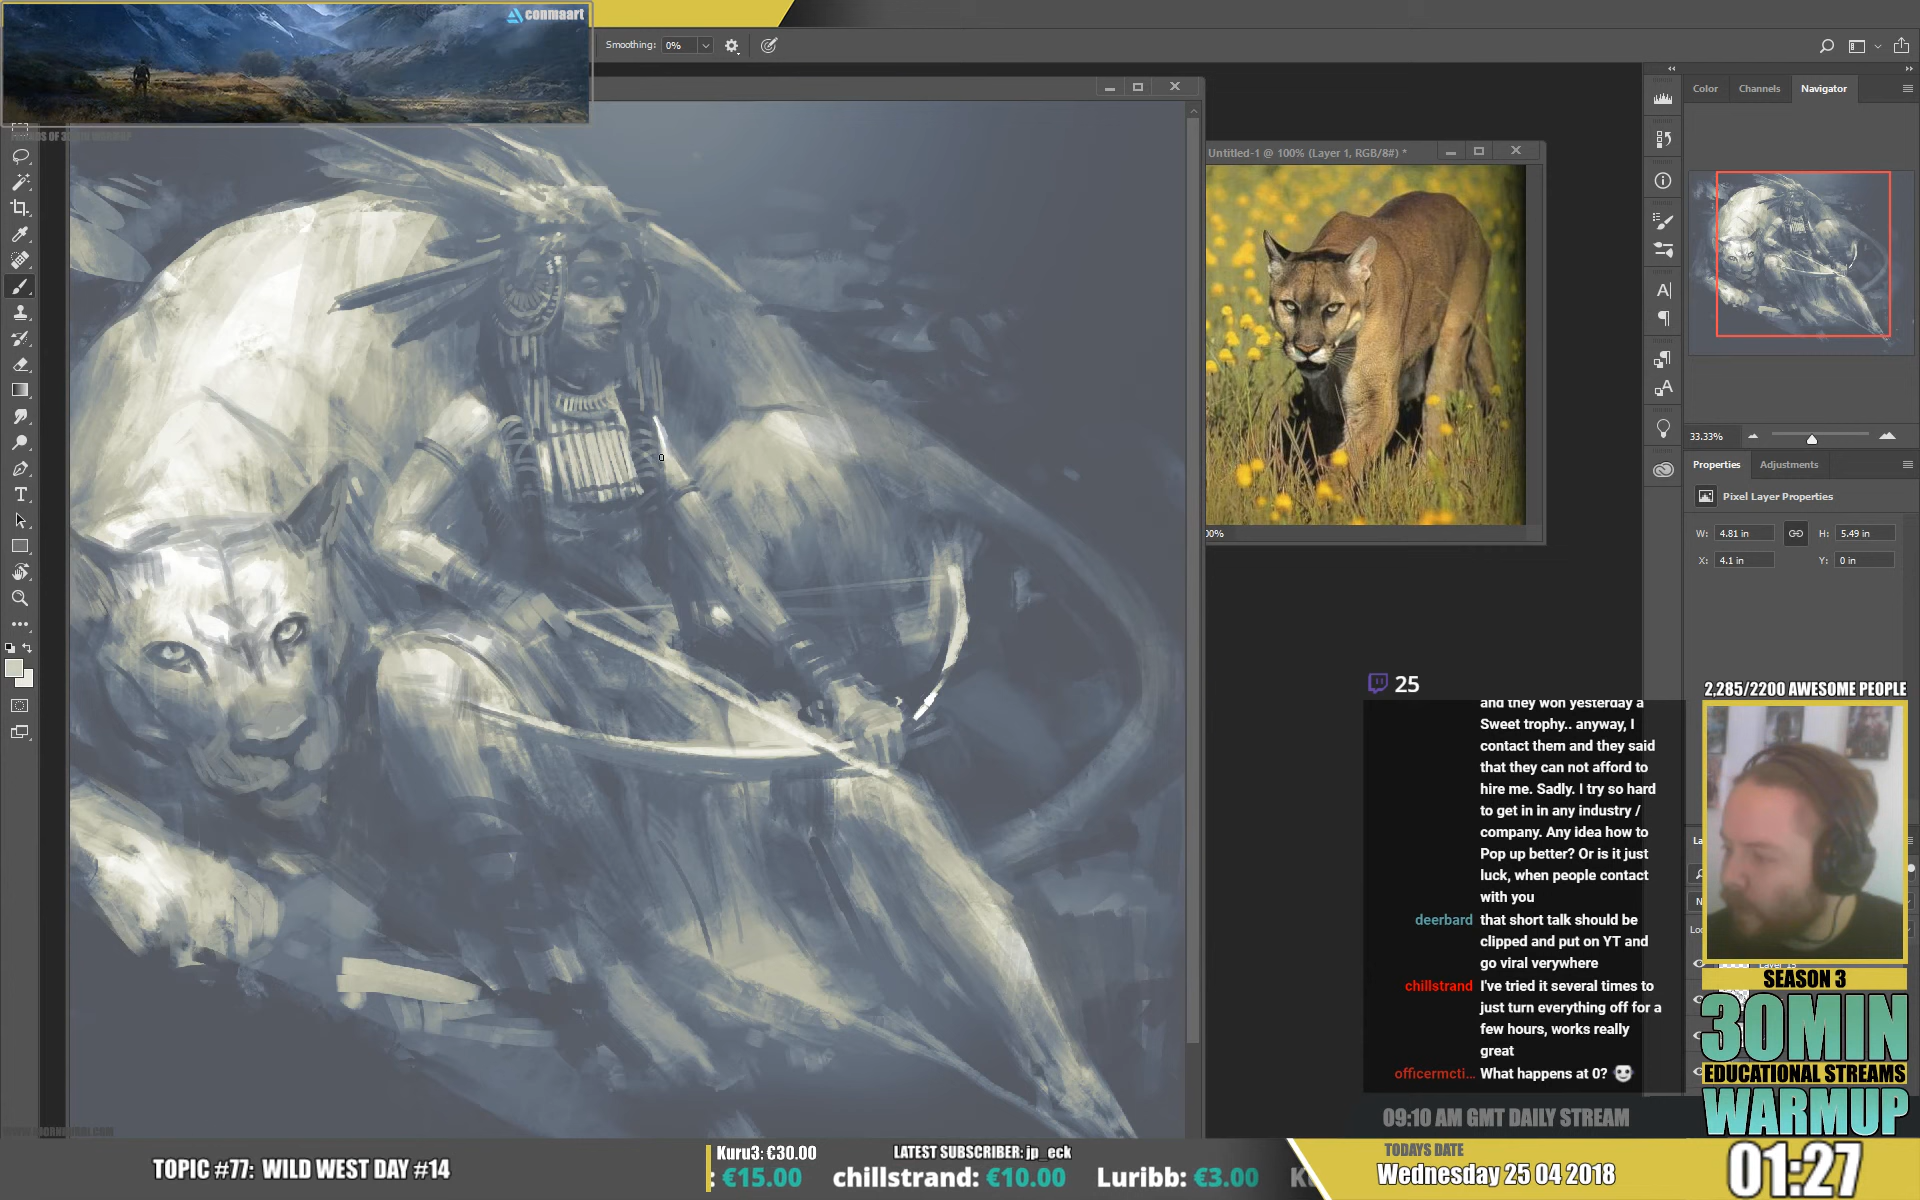 conmaart
Smoothing: 0%
Untitled-1 @ 100% (Layer 1, RGB/8#) *
Color Channels Navigator
33.33%
Properties Adjustments
Pixel Layer Properties
W: 4.81 in H: 5.49 in
X: 4.1 in Y: 0 in
25
and they won yesterday a
Sweet trophy.. anyway, I
contact them and they said
that they can not afford to
hire me. Sadly. I try so hard
to get in in any industry /
company. Any idea how to
Pop up better? Or is it just
luck, when people contact
with you
deerbard that short talk should be
clipped and put on YT and
go viral verywhere
chillstrand I've tried it several times to
just turn everything off for a
few hours, works really
great
officermcti... What happens at 0?
09:10 AM GMT DAILY STREAM
2,285/2200 AWESOME PEOPLE
SEASON 3
30MIN
EDUCATIONAL STREAMS
WARMUP
TOPIC #77: WILD WEST DAY #14
Kuru3: €30.00
LATEST SUBSCRIBER: jp_eck
: €15.00 chillstrand: €10.00 Luribb: €3.00
TODAYS DATE
Wednesday 25 04 2018
01:27